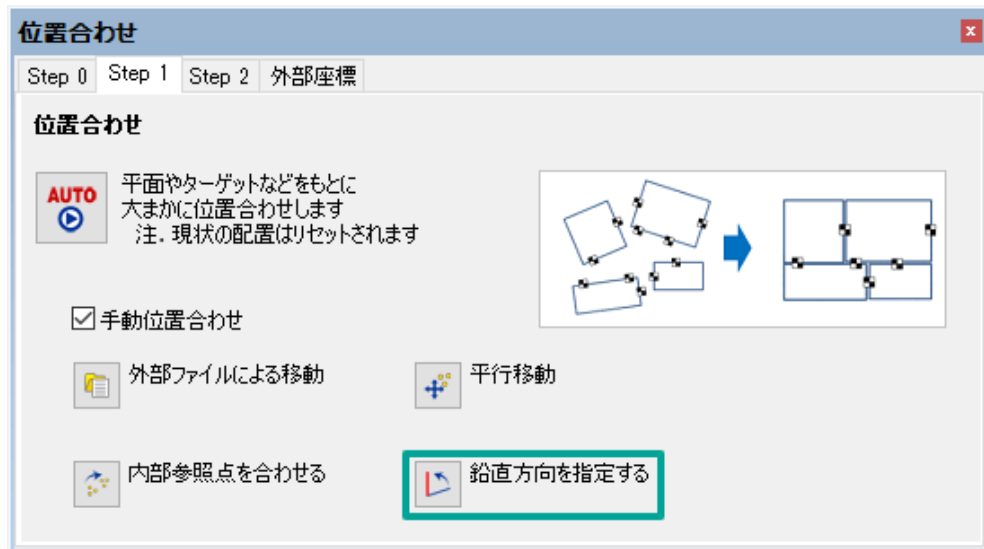 位置合わせ
x
Step 0 Step 1 Step 2 外部座標
位置合わせ
AUTO
平面やターゲットなどをもとに
大まかに位置合わせします
注. 現状の配置はリセットされます
手動位置合わせ
外部ファイルによる移動 平行移動
内部参照点を合わせる 鉛直方向を指定する